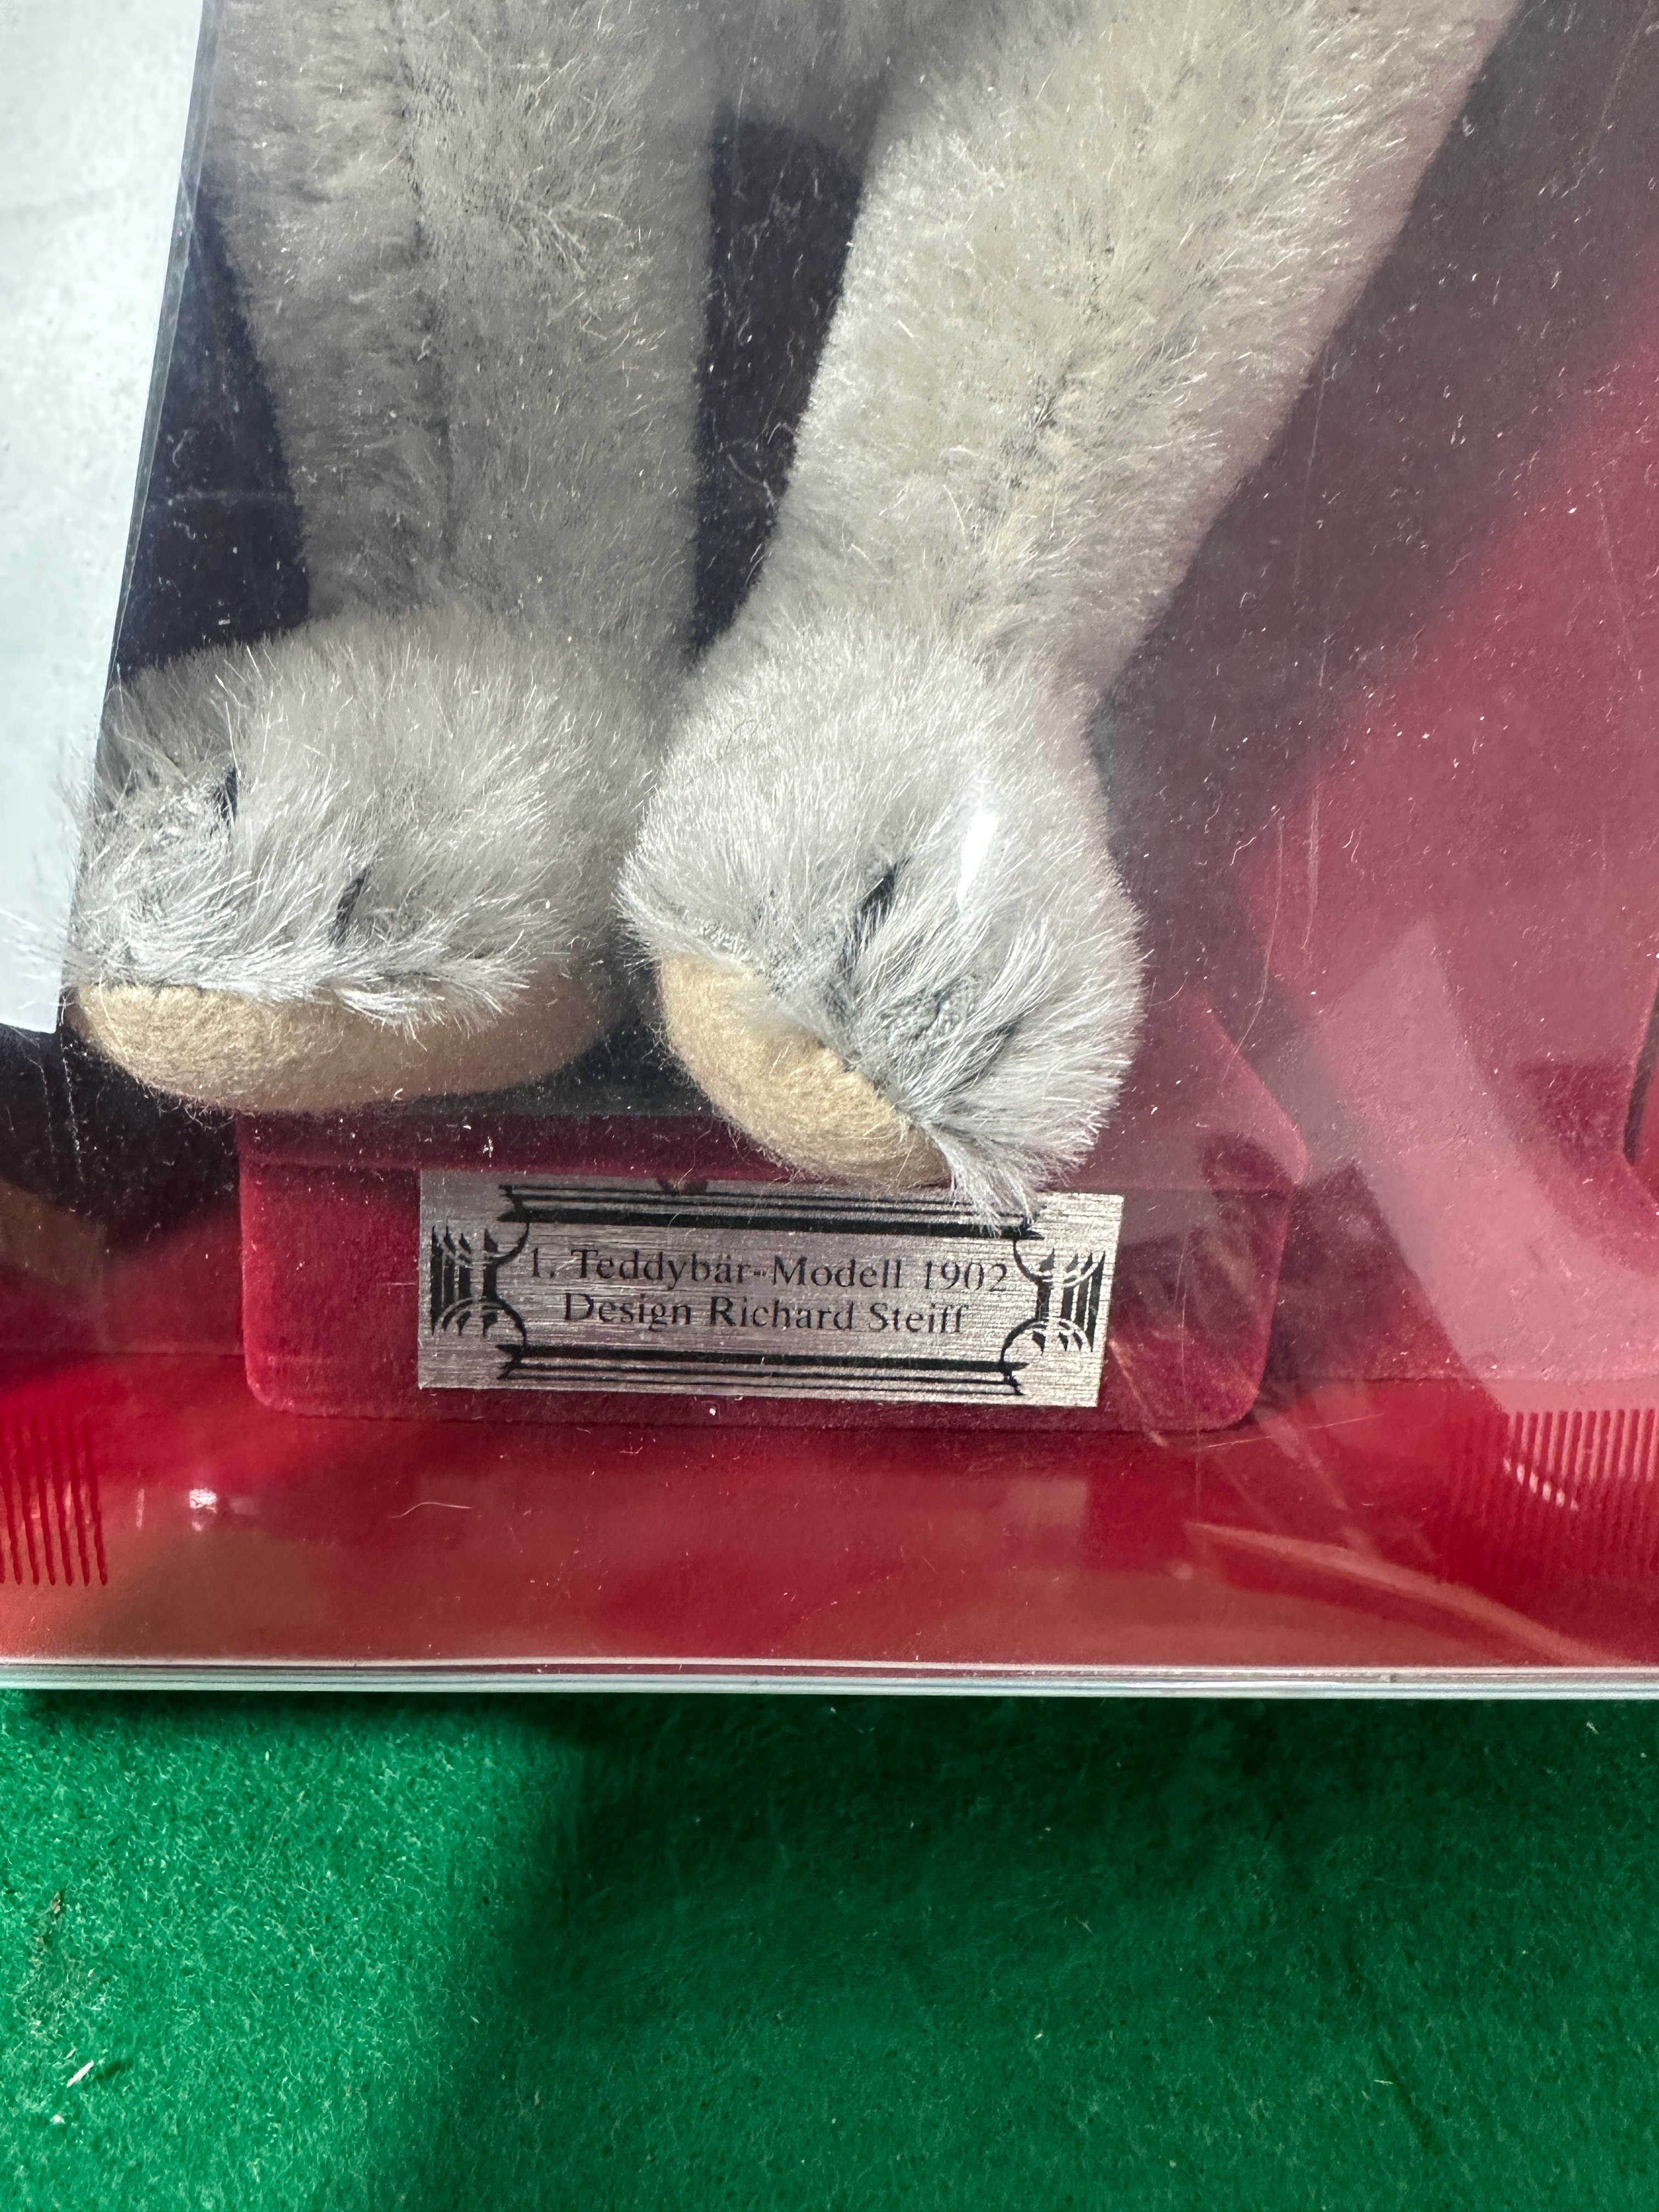 1. Teddybär-Modell 1902
Design Richard Steiff